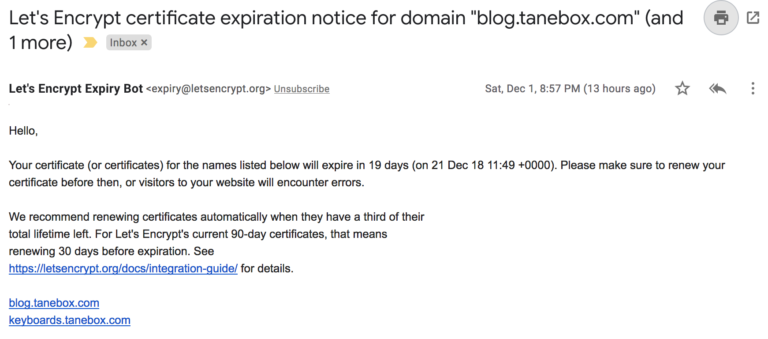 Let's Encrypt certificate expiration notice for domain "blog.tanebox.com" (and
1 more) Inbox ×
Let's Encrypt Expiry Bot <expiry@letsencrypt.org> Unsubscribe Sat, Dec 1, 8:57 PM (13 hours ago)
Hello,
Your certificate (or certificates) for the names listed below will expire in 19 days (on 21 Dec 18 11:49 +0000). Please make sure to renew your
certificate before then, or visitors to your website will encounter errors.
We recommend renewing certificates automatically when they have a third of their
total lifetime left. For Let's Encrypt's current 90-day certificates, that means
renewing 30 days before expiration. See
https://letsencrypt.org/docs/integration-guide/ for details.
blog.tanebox.com
keyboards.tanebox.com